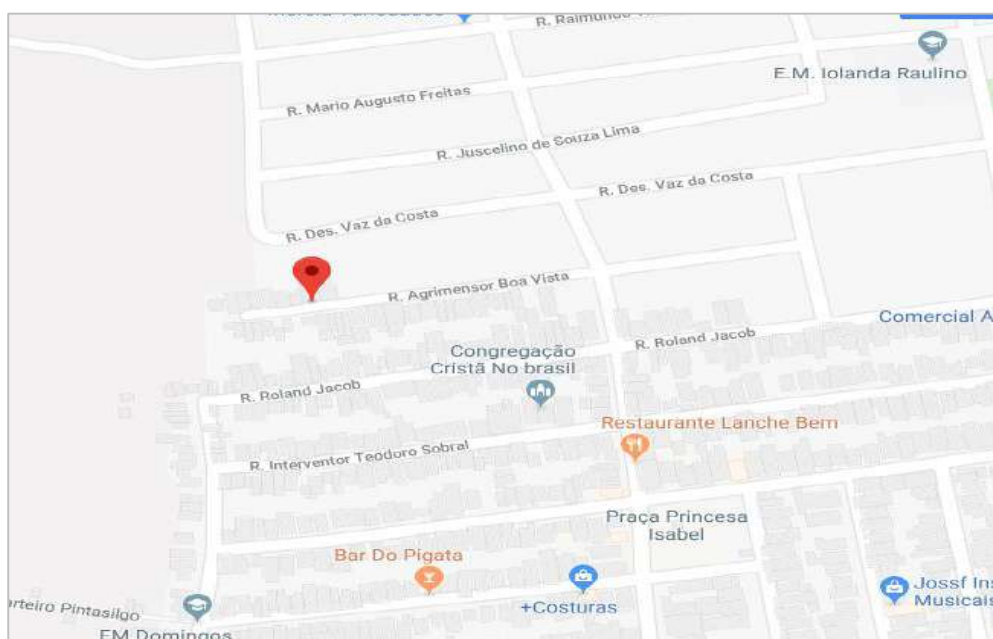 R. Raimundo
E.M. Iolanda Raulino
R. Mario Augusto Freitas
R. Juscelino de Souza Lima
R. Des. Vaz da Costa
R. Des. Vaz da Costa
R. Agrimensor Boa Vista
Comercial A
R. Roland Jacob
Congregação
Cristã No brasil
R. Roland Jacob
Restaurante Lanche Bem
R. Interventor Teodoro Sobral
Praça Princesa
Isabel
Bar Do Pigata
+Costuras
Jossf Ins
Musicais
arteiro Pintasilgo
EM Domingos